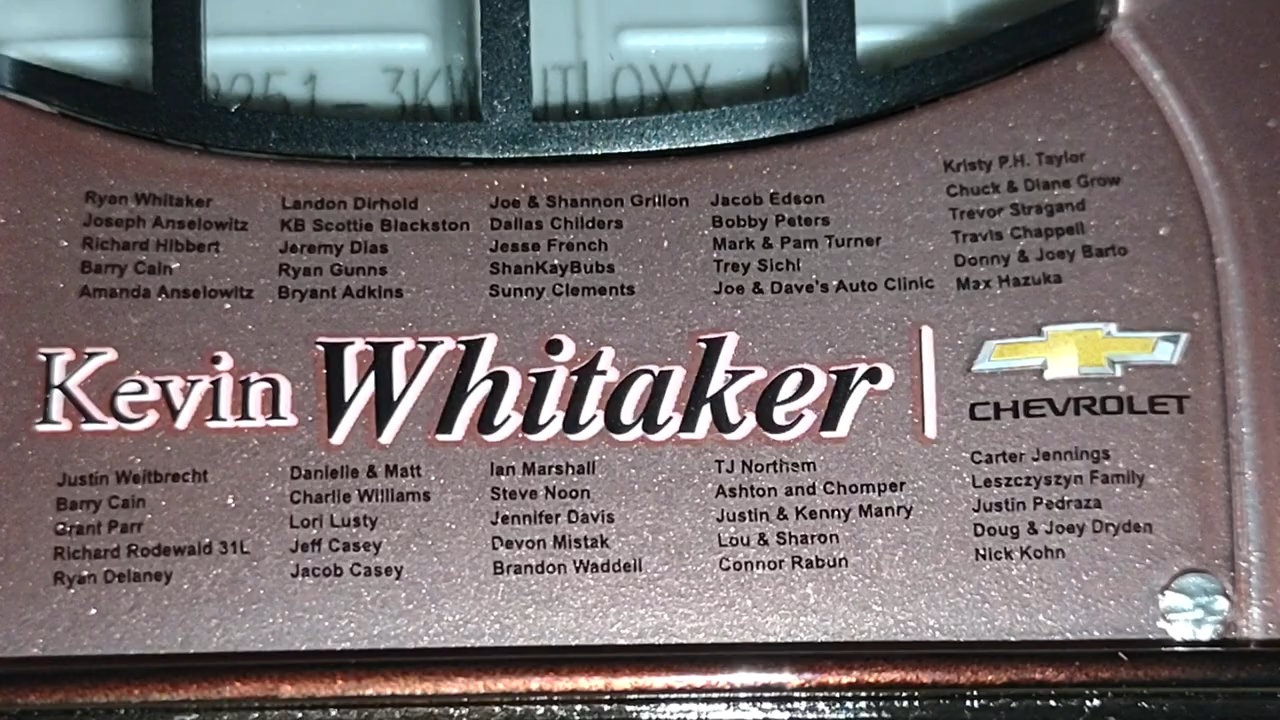 Ryan Whitaker
Joseph Anselowitz
Richard Hibbert
Barry Cain
Amanda Anselowitz
Landon Dirhold
KB Scottie Blackston
Jeremy Dias
Ryan Gunns
Bryant Adkins
Joe & Shannon Grillon
Dallas Childers
Jesse French
ShanKayBubs
Sunny Clements
Jacob Edson
Bobby Peters
Mark & Pam Turner
Trey Sichl
Joe & Dave's Auto Clinic
Kristy P.H. Taylor
Chuck & Diane Grow
Trevor Stragand
Travis Chappell
Donny & Joey Barto
Max Hazuka
Kevin Whitaker
CHEVROLET
Justin Weitbrecht
Barry Cain
Grant Parr
Richard Rodewald 31L
Ryan Delaney
Danielle & Matt
Charlie Williams
Lori Lusty
Jeff Casey
Jacob Casey
Ian Marshall
Steve Noon
Jennifer Davis
Devon Mistak
Brandon Waddell
TJ Northem
Ashton and Chomper
Justin & Kenny Manry
Lou & Sharon
Connor Rabun
Carter Jennings
Leszczyszyn Family
Justin Pedraza
Doug & Joey Dryden
Nick Kohn